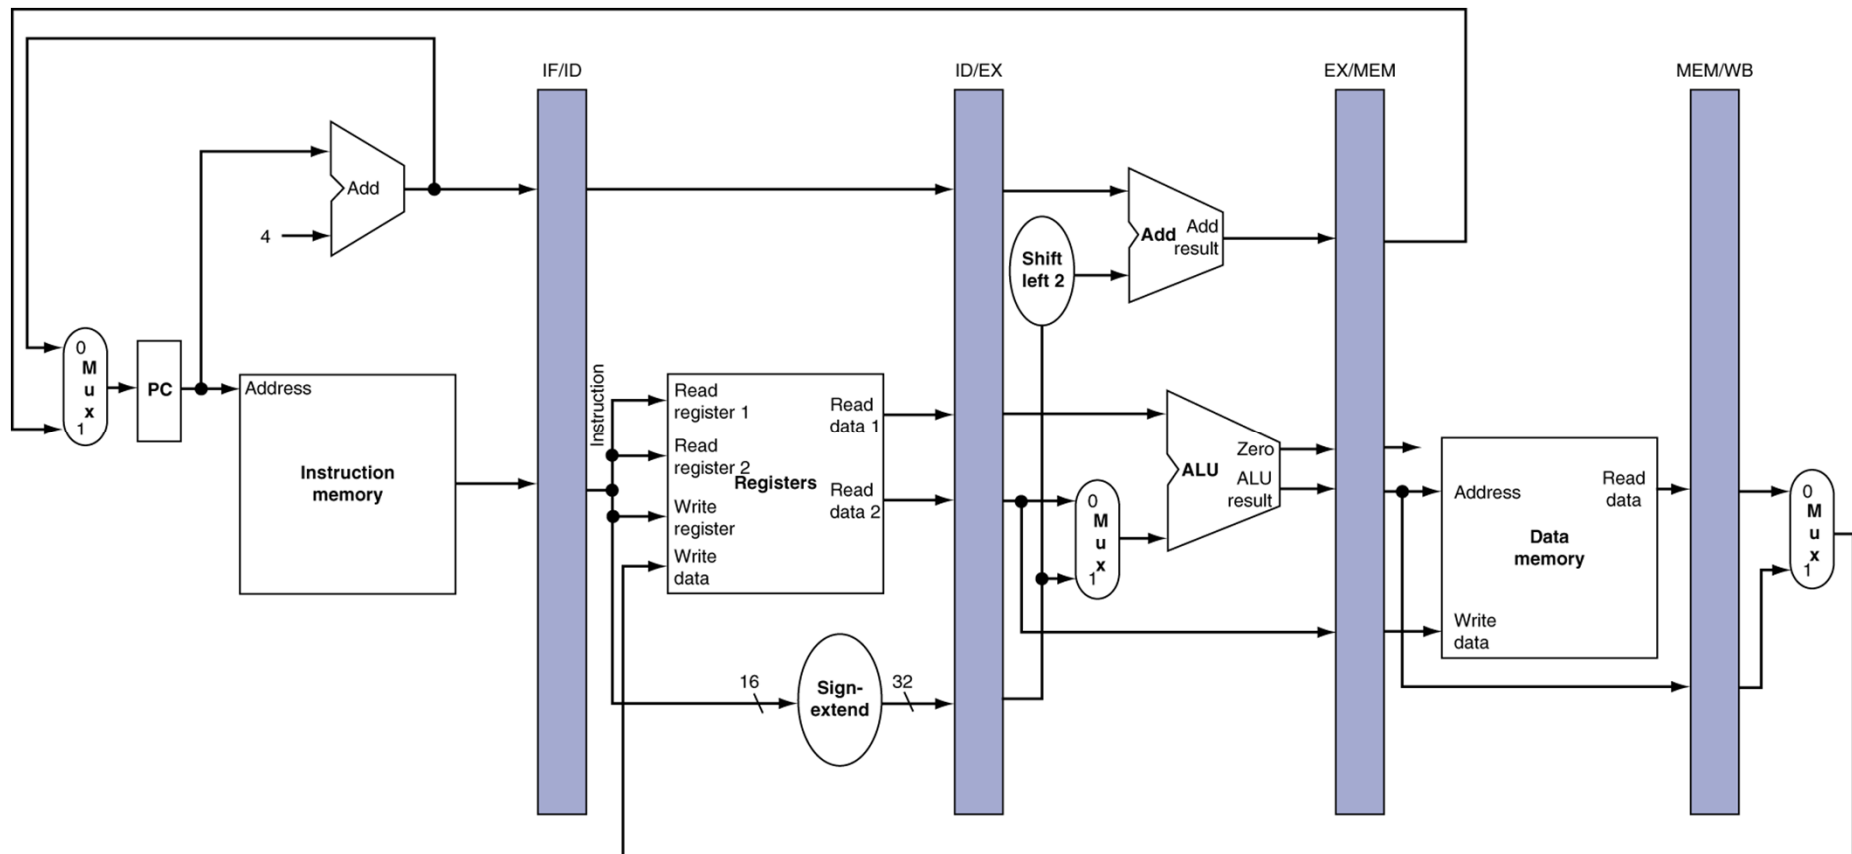 IF/ID
ID/EX
EX/MEM
MEM/WB
Add
4
Add
Add
result
Shift
left 2
0
M
u
x
1
PC
Address
Instruction
memory
Instruction
Read
register 1
Read
register 2
Write
register
Write
data
Registers
Read
data 1
Read
data 2
16
Sign-
extend
32
0
M
u
x
1
ALU
Zero
ALU
result
Address
Read
data
Data
memory
Write
data
0
M
u
x
1